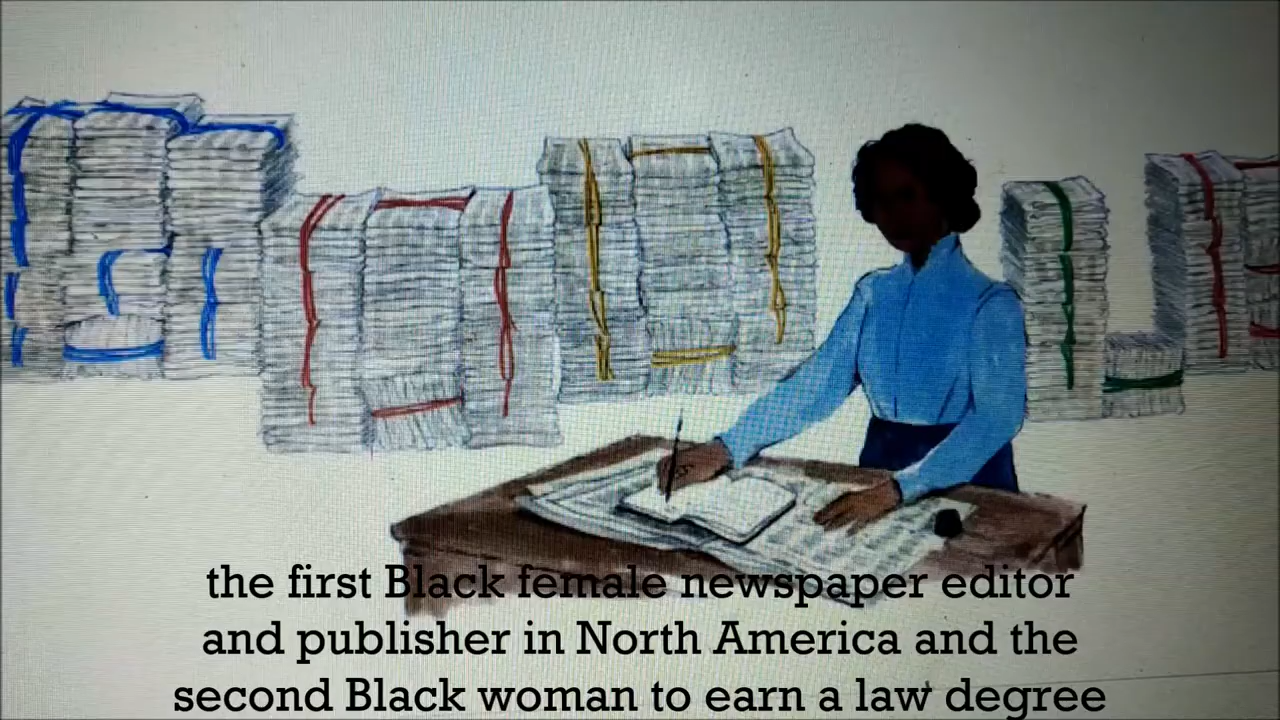 the first Black female newspaper editor
and publisher in North America and the
second Black woman to earn a law degree